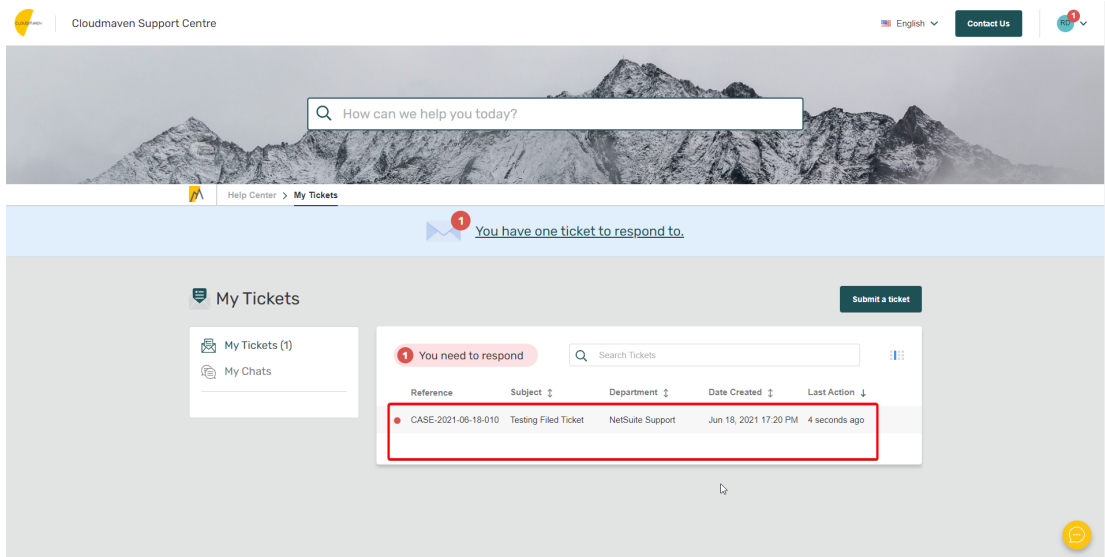 CLOUDMAVEN
Cloudmaven Support Centre
English
Contact Us
RD
1
How can we help you today?
Help Center > My Tickets
1
You have one ticket to respond to.
My Tickets
Submit a ticket
My Tickets (1)
My Chats
1 You need to respond
Search Tickets
Reference Subject Department Date Created Last Action
CASE-2021-06-18-010 Testing Filed Ticket NetSuite Support Jun 18, 2021 17:20 PM 4 seconds ago